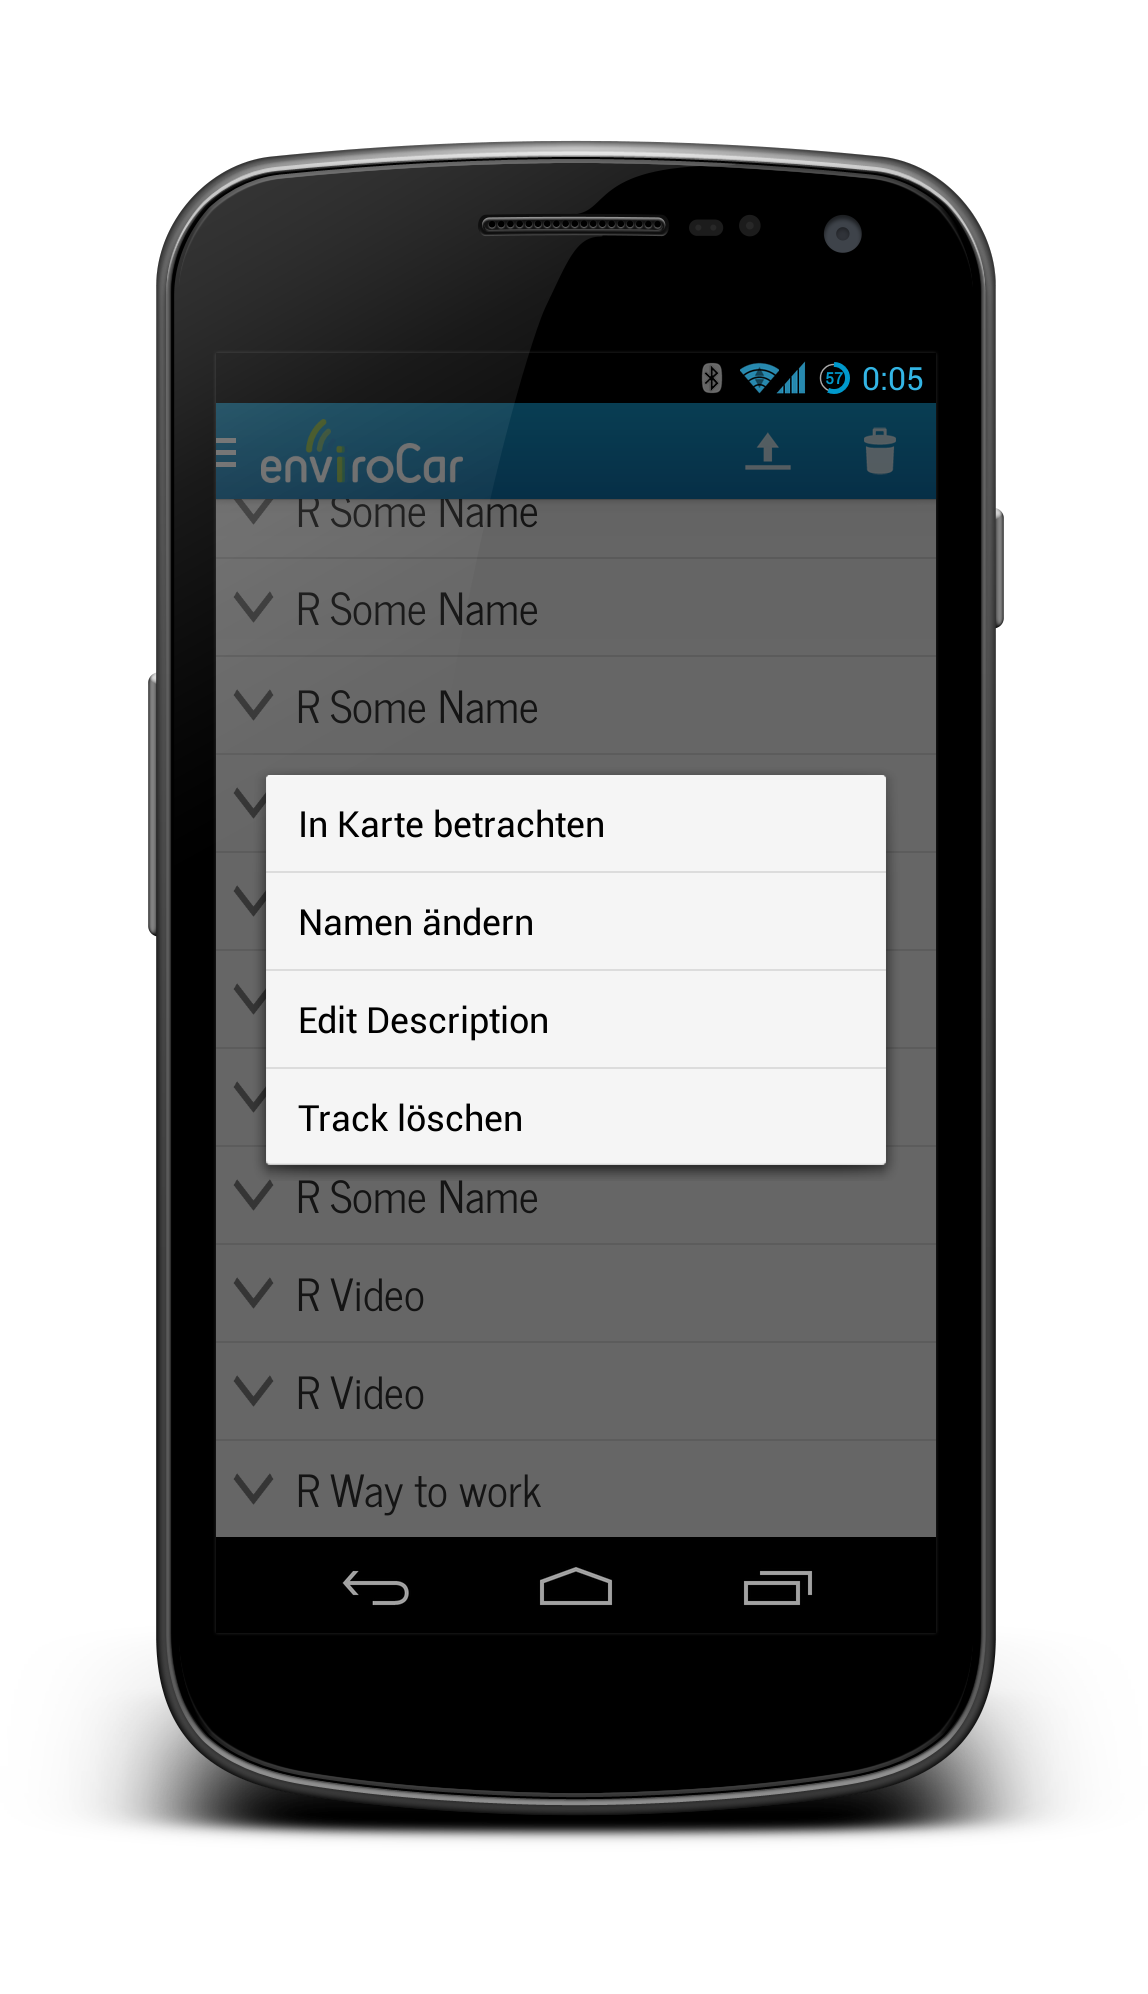 57 0:05
enviroCar
R Some Name
R Some Name
R Some Name
In Karte betrachten
Namen ändern
Edit Description
Track löschen
R Some Name
R Video
R Video
R Way to work